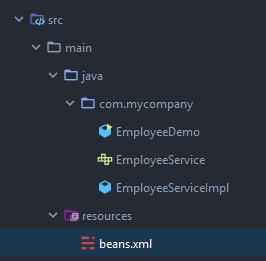 src
main
java
com.mycompany
EmployeeDemo
EmployeeService
EmployeeServiceImpl
resources
beans.xml